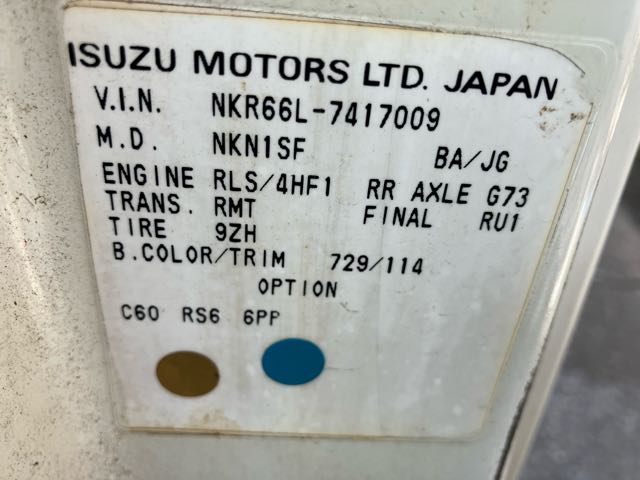 ISUZU MOTORS LTD. JAPAN
V.I.N. NKR66L-7417009
M.D. NKN1SF BA/JG
ENGINE RLS/4HF1 RR AXLE G73
TRANS. RMT FINAL RU1
TIRE 9ZH
B.COLOR/TRIM 729/114
OPTION
C60 RS6 6PP